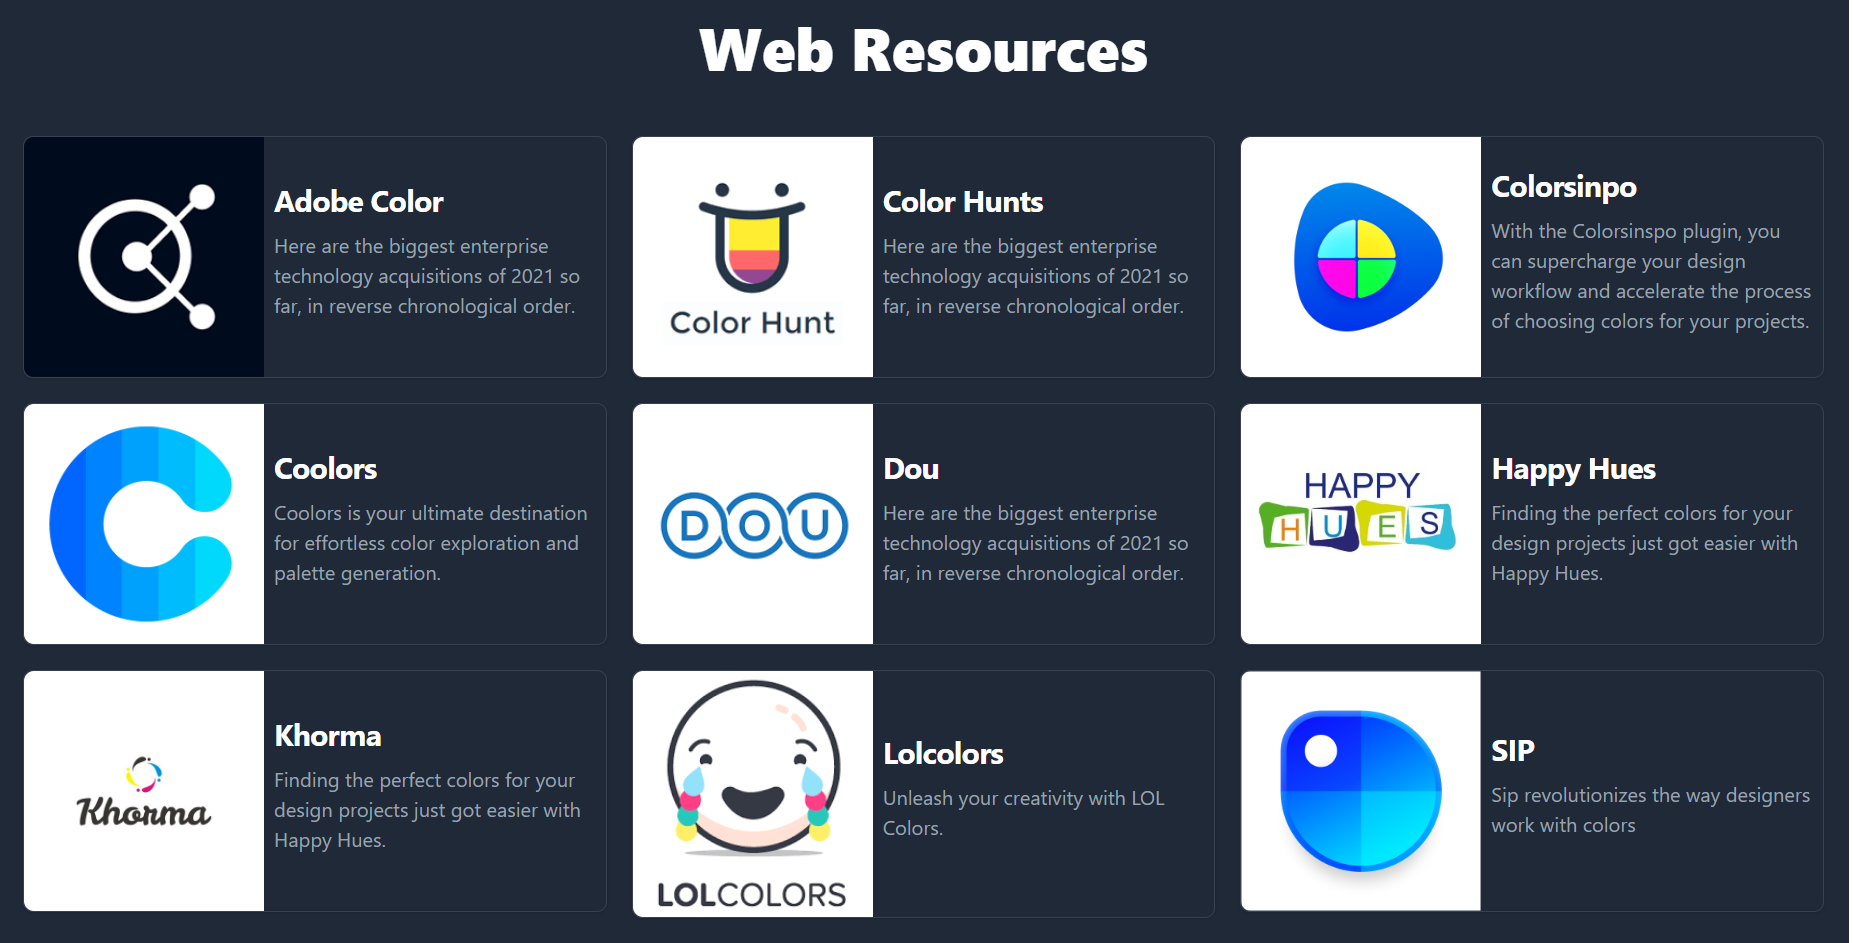 Web Resources
Adobe Color
Here are the biggest enterprise
technology acquisitions of 2021 so
far, in reverse chronological order.
Color Hunt
Color Hunts
Here are the biggest enterprise
technology acquisitions of 2021 so
far, in reverse chronological order.
Colorsinpo
With the Colorsinspo plugin, you
can supercharge your design
workflow and accelerate the process
of choosing colors for your projects.
Coolors
Coolors is your ultimate destination
for effortless color exploration and
palette generation.
DOU
Dou
Here are the biggest enterprise
technology acquisitions of 2021 so
far, in reverse chronological order.
HAPPY
HUES
Happy Hues
Finding the perfect colors for your
design projects just got easier with
Happy Hues.
Khorma
Khorma
Finding the perfect colors for your
design projects just got easier with
Happy Hues.
LOLCOLORS
Lolcolors
Unleash your creativity with LOL
Colors.
SIP
Sip revolutionizes the way designers
work with colors